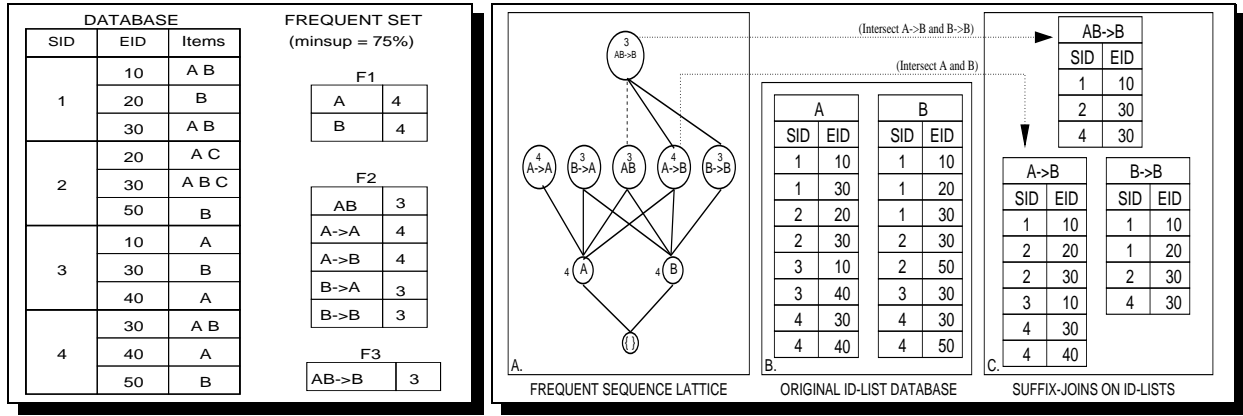 DATABASE
SID EID Items
1
10 A B
20 B
30 A B
2
20 A C
30 A B C
50 B
3
10 A
30 B
40 A
4
30 A B
40 A
50 B
FREQUENT SET
(minsup = 75%)
F1
A 4
B 4
F2
AB 3
A->A 4
A->B 4
B->A 3
B->B 3
F3
AB->B 3
3
AB->B
4
A->A
3
B->A
3
AB
4
A->B
3
B->B
4 A
4 B
{ }
A.
FREQUENT SEQUENCE LATTICE
(Intersect A->B and B->B)
(Intersect A and B)
A
SID EID
1 10
1 30
2 20
2 30
3 10
3 40
4 30
4 40
B
SID EID
1 10
1 20
1 30
2 30
2 50
3 30
4 30
4 50
B.
ORIGINAL ID-LIST DATABASE
AB->B
SID EID
1 10
2 30
4 30
A->B
SID EID
1 10
2 20
2 30
3 10
4 30
4 40
B->B
SID EID
1 10
1 20
2 30
4 30
C.
SUFFIX-JOINS ON ID-LISTS